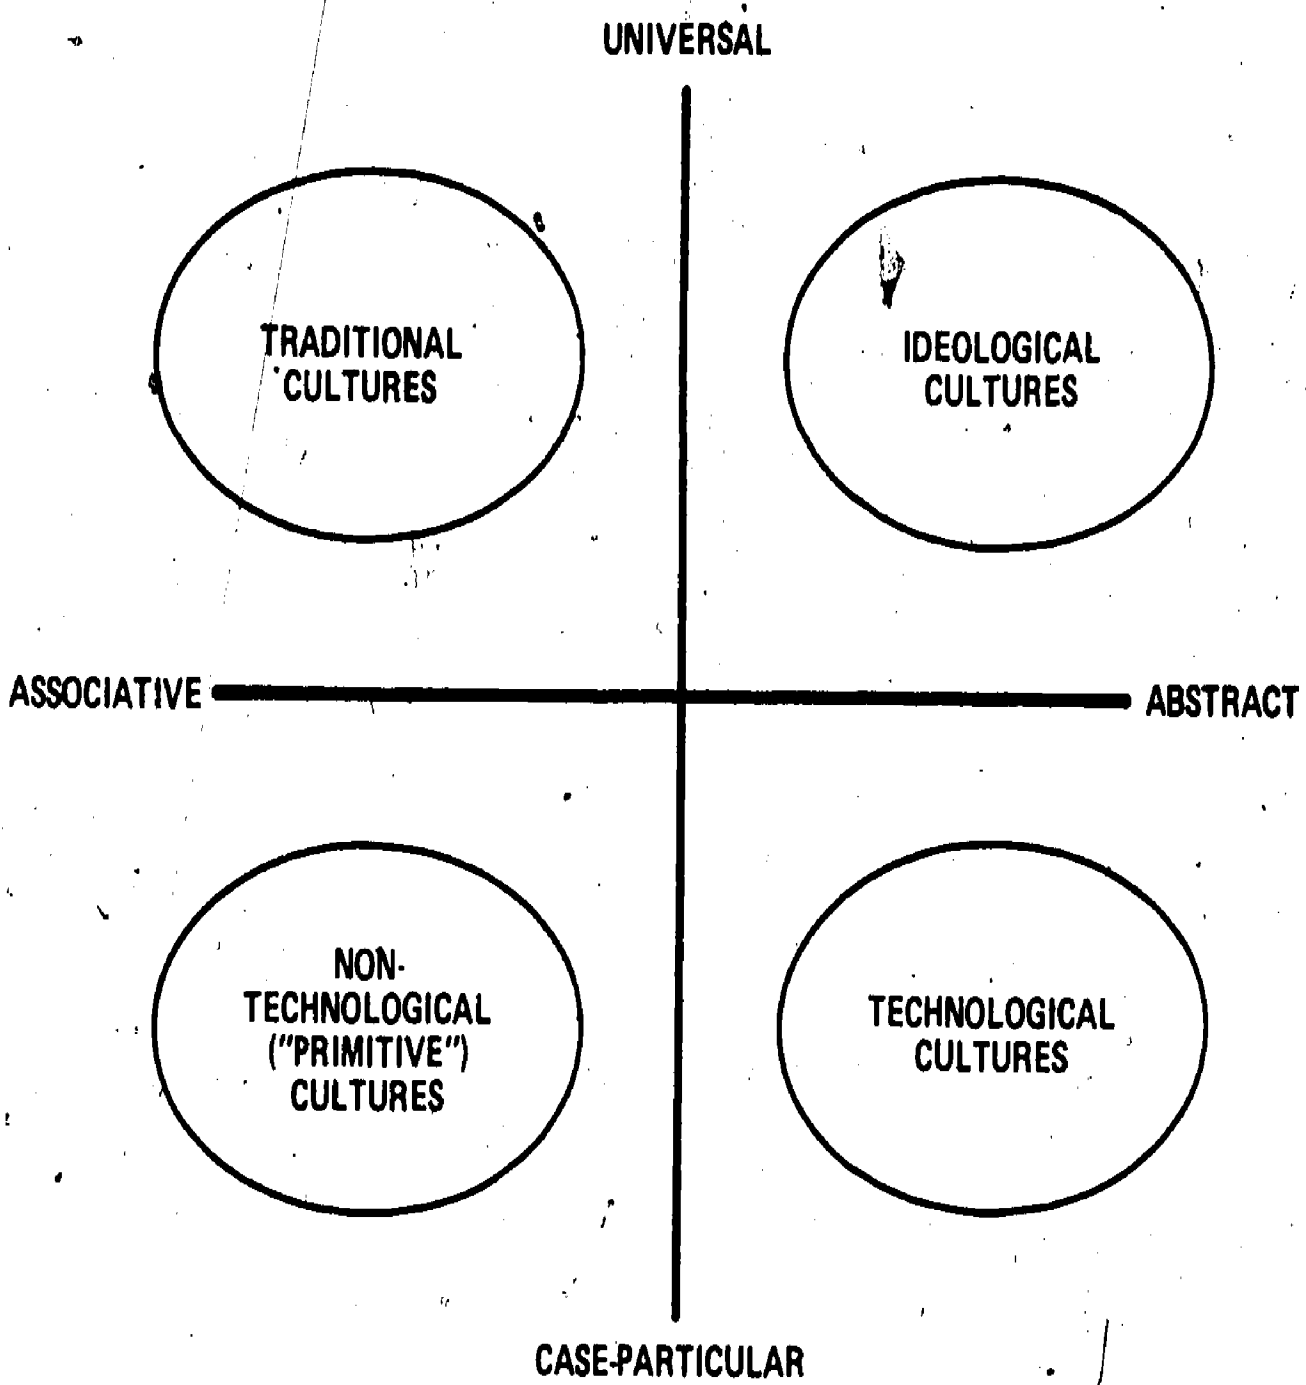 UNIVERSAL
TRADITIONAL
CULTURES
IDEOLOGICAL
CULTURES
ASSOCIATIVE
ABSTRACT
NON-
TECHNOLOGICAL
("PRIMITIVE")
CULTURES
TECHNOLOGICAL
CULTURES
CASE-PARTICULAR